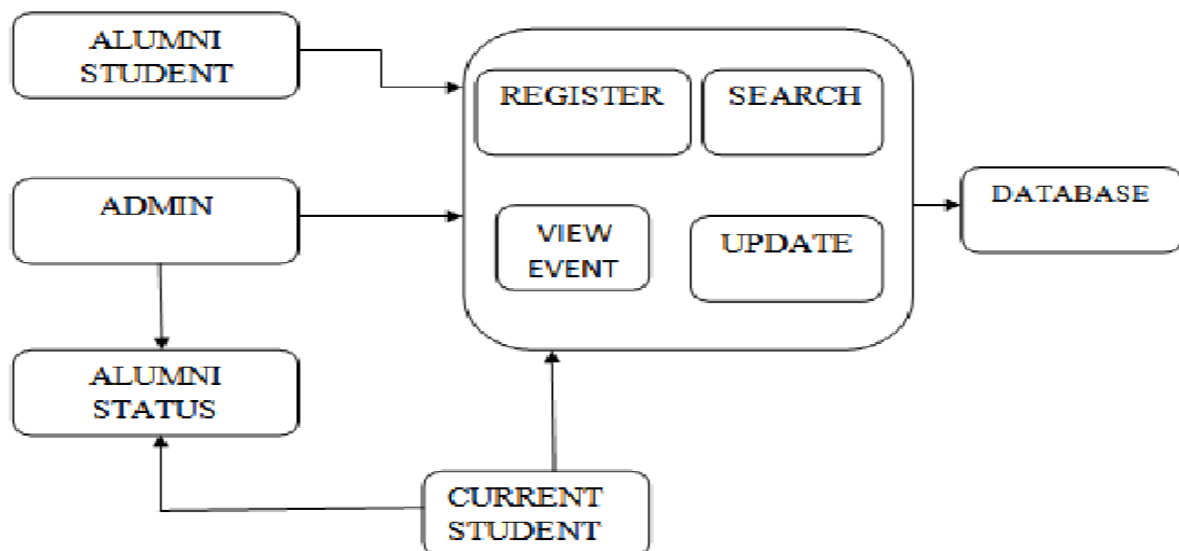 ALUMNI
STUDENT
REGISTER
SEARCH
ADMIN
DATABASE
VIEW
EVENT
UPDATE
ALUMNI
STATUS
CURRENT
STUDENT